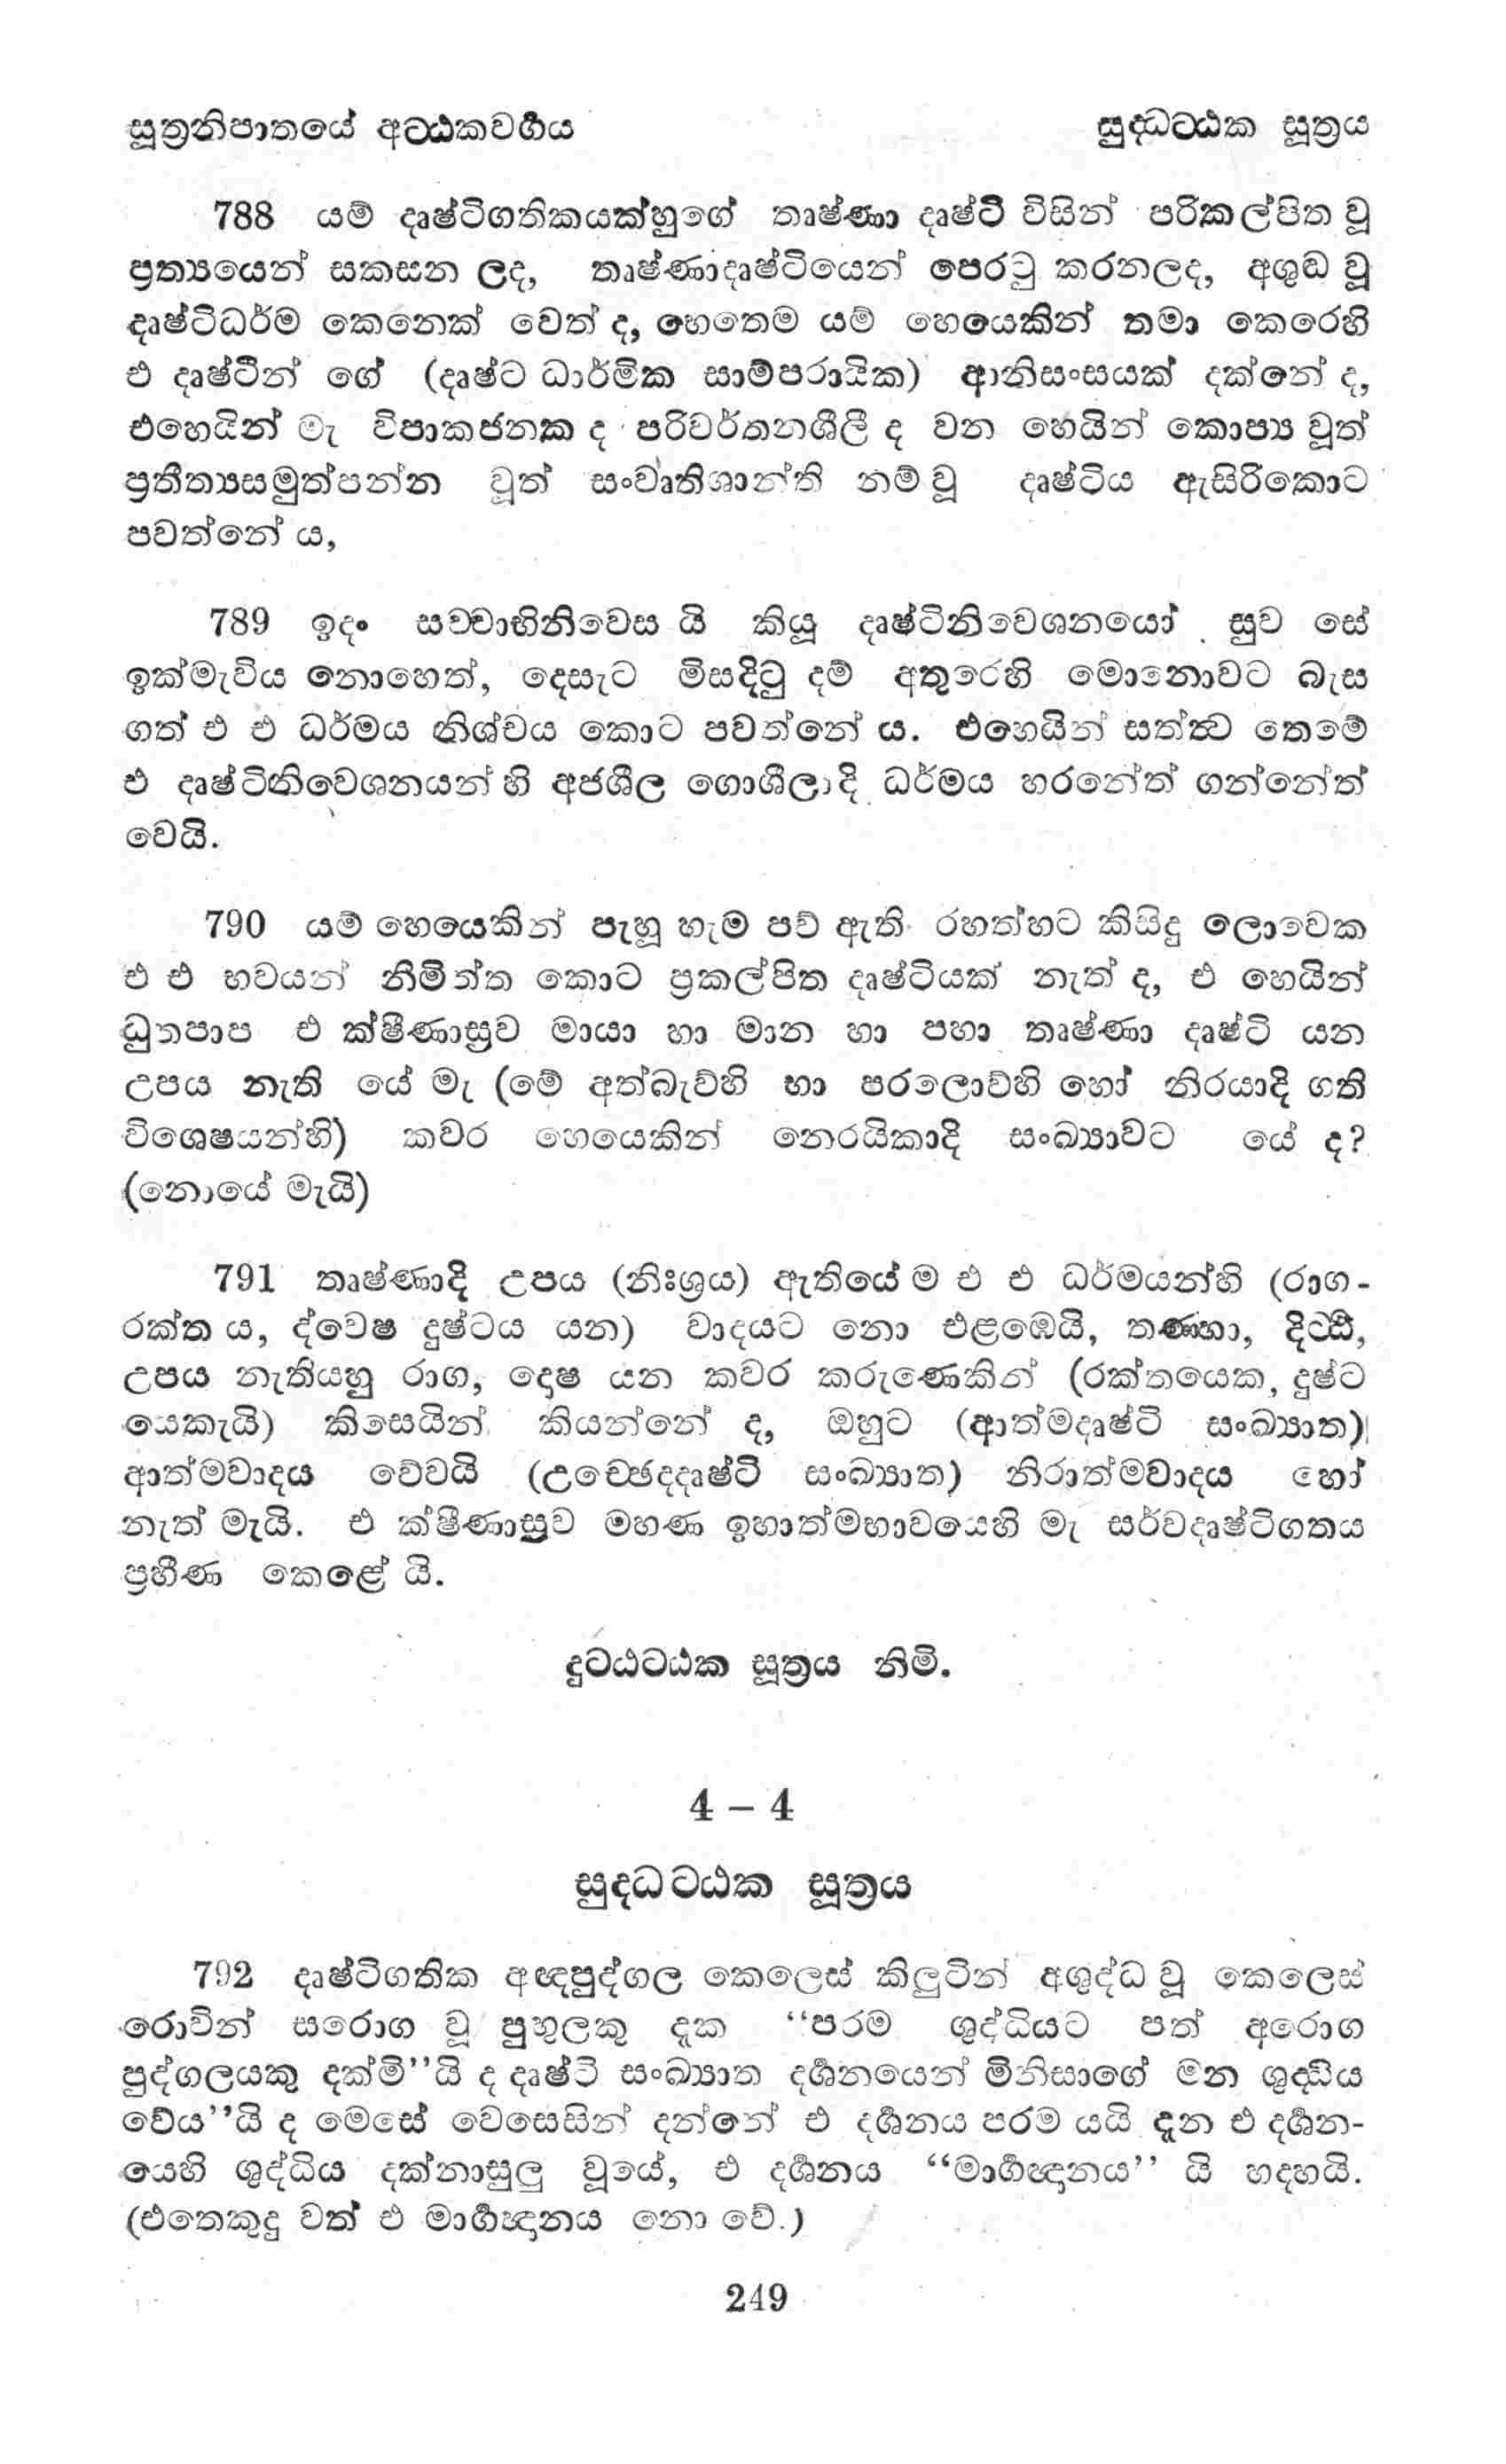 සූත්‍රනිපාතයේ අට්ඨකවර්ගය සුද්ධට්ඨක සූත්‍රය
788 යම් දෘෂ්ටිගතිකයක්හුගේ තෘෂ්ණා දෘෂ්ටි විසින් පරිකල්පිත වූ
ප්‍රත්‍යයෙන් සකසන ලද, තෘෂ්ණාදෘෂ්ටියෙන් පෙරටු කරනලද, අශුද්ධ වූ
දෘෂ්ටිධර්ම කෙනෙක් වෙත් ද, හෙතෙම යම් හෙයෙකින් තමා කෙරෙහි
එ දෘෂ්ටීන් ගේ (දෘෂ්ට ධාර්මික සාම්පරායික) ආනිසංසයක් දක්නේ ද,
එහෙයින් මැ විපාකජනක ද පරිවර්තනශීලී ද වන හෙයින් කොප්‍ය වූත්
ප්‍රතීත්‍යසමුත්පන්න වූත් සංවෘතිශාන්ති නම් වූ දෘෂ්ටිය ඇසිරිකොට
පවත්නේ ය,
789 ඉදං සච්චාභිනිවෙස යි කියූ දෘෂ්ටිනිවෙශනයෝ සුව සේ
ඉක්මැවිය නොහෙත්, දෙසැට මිසදිටු දම් අතුරෙහි මොනොවට බැස
ගත් එ එ ධර්මය නිශ්චය කොට පවත්නේ ය. එහෙයින් සත්ත්‍ව තෙමේ
එ දෘෂ්ටිනිවෙශනයන් හි අජශීල ගොශීලාදි ධර්මය හරනේත් ගන්නේත්
වෙයි.
790 යම් හෙයෙකින් පැහූ හැම පව් ඇති රහත්හට කිසිදු ලොවෙක
එ එ භවයන් නිමිත්ත කොට ප්‍රකල්පිත දෘෂ්ටියක් නැත් ද, එ හෙයින්
ධුතපාප එ ක්ෂීණාස්‍රව මායා හා මාන හා පහා තෘෂ්ණා දෘෂ්ටි යන
උපය නැති යේ මැ (මේ අත්බැව්හි හා පරලොව්හි හෝ නිරයාදි ගති
විශෙෂයන්හි) කවර හෙයෙකින් නෙරයිකාදි සංඛ්‍යාවට යේ ද?
(නොයේ මැයි)
791 තෘෂ්ණාදි උපය (නිඃශ්‍රය) ඇතියේ ම එ එ ධර්මයන්හි (රාග-
රක්ත ය, ද්වෙෂ දුෂ්ටය යන) වාදයට නො එළඹෙයි, තණ්හා, දිට්ඨි,
උපය නැතියහු රාග, දොෂ යන කවර කරුණෙකින් (රක්තයෙක, දුෂ්ට
යෙකැයි) කිසෙයින් කියන්නේ ද, ඔහුට (ආත්මදෘෂ්ටි සංඛ්‍යාත)
ආත්මවාදය වේවයි (උච්ඡෙදදෘෂ්ටි සංඛ්‍යාත) නිරාත්මවාදය හෝ
නැත් මැයි. එ ක්ෂීණාස්‍රව මහණ ඉහාත්මභාවයෙහි මැ සර්වදෘෂ්ටිගතය
ප්‍රහීණ කෙළේ යි.
දුට්ඨට්ඨක සූත්‍රය නිමි.
4 – 4
සුද්ධට්ඨක සූත්‍රය
792 දෘෂ්ටිගතික අඥපුද්ගල කෙලෙස් කිලුටින් අශුද්ධ වූ කෙලෙස්
රොවින් සරොග වූ පුහුලකු දැක “පරම ශුද්ධියට පත් අරොග
පුද්ගලයකු දක්මි”යි ද දෘෂ්ටි සංඛ්‍යාත දර්ශනයෙන් මිනිසාගේ මන ශුද්ධිය
වේය”යි ද මෙසේ වෙසෙසින් දන්නේ එ දර්ශනය පරම යයි දැන එ දර්ශන-
යෙහි ශුද්ධිය දක්නාසුලු වූයේ, එ දර්ශනය “මාර්ගඥානය” යි හදහයි.
(එතෙකුදු වත් එ මාර්ගඥානය නො වේ.)
249